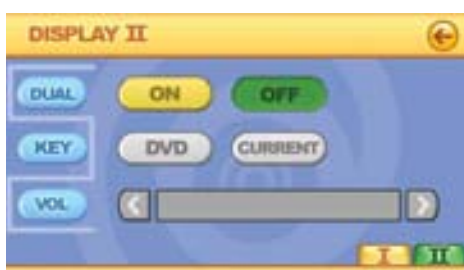 DISPLAY II
DUAL ON OFF
KEY DVD CURRENT
VOL
I II